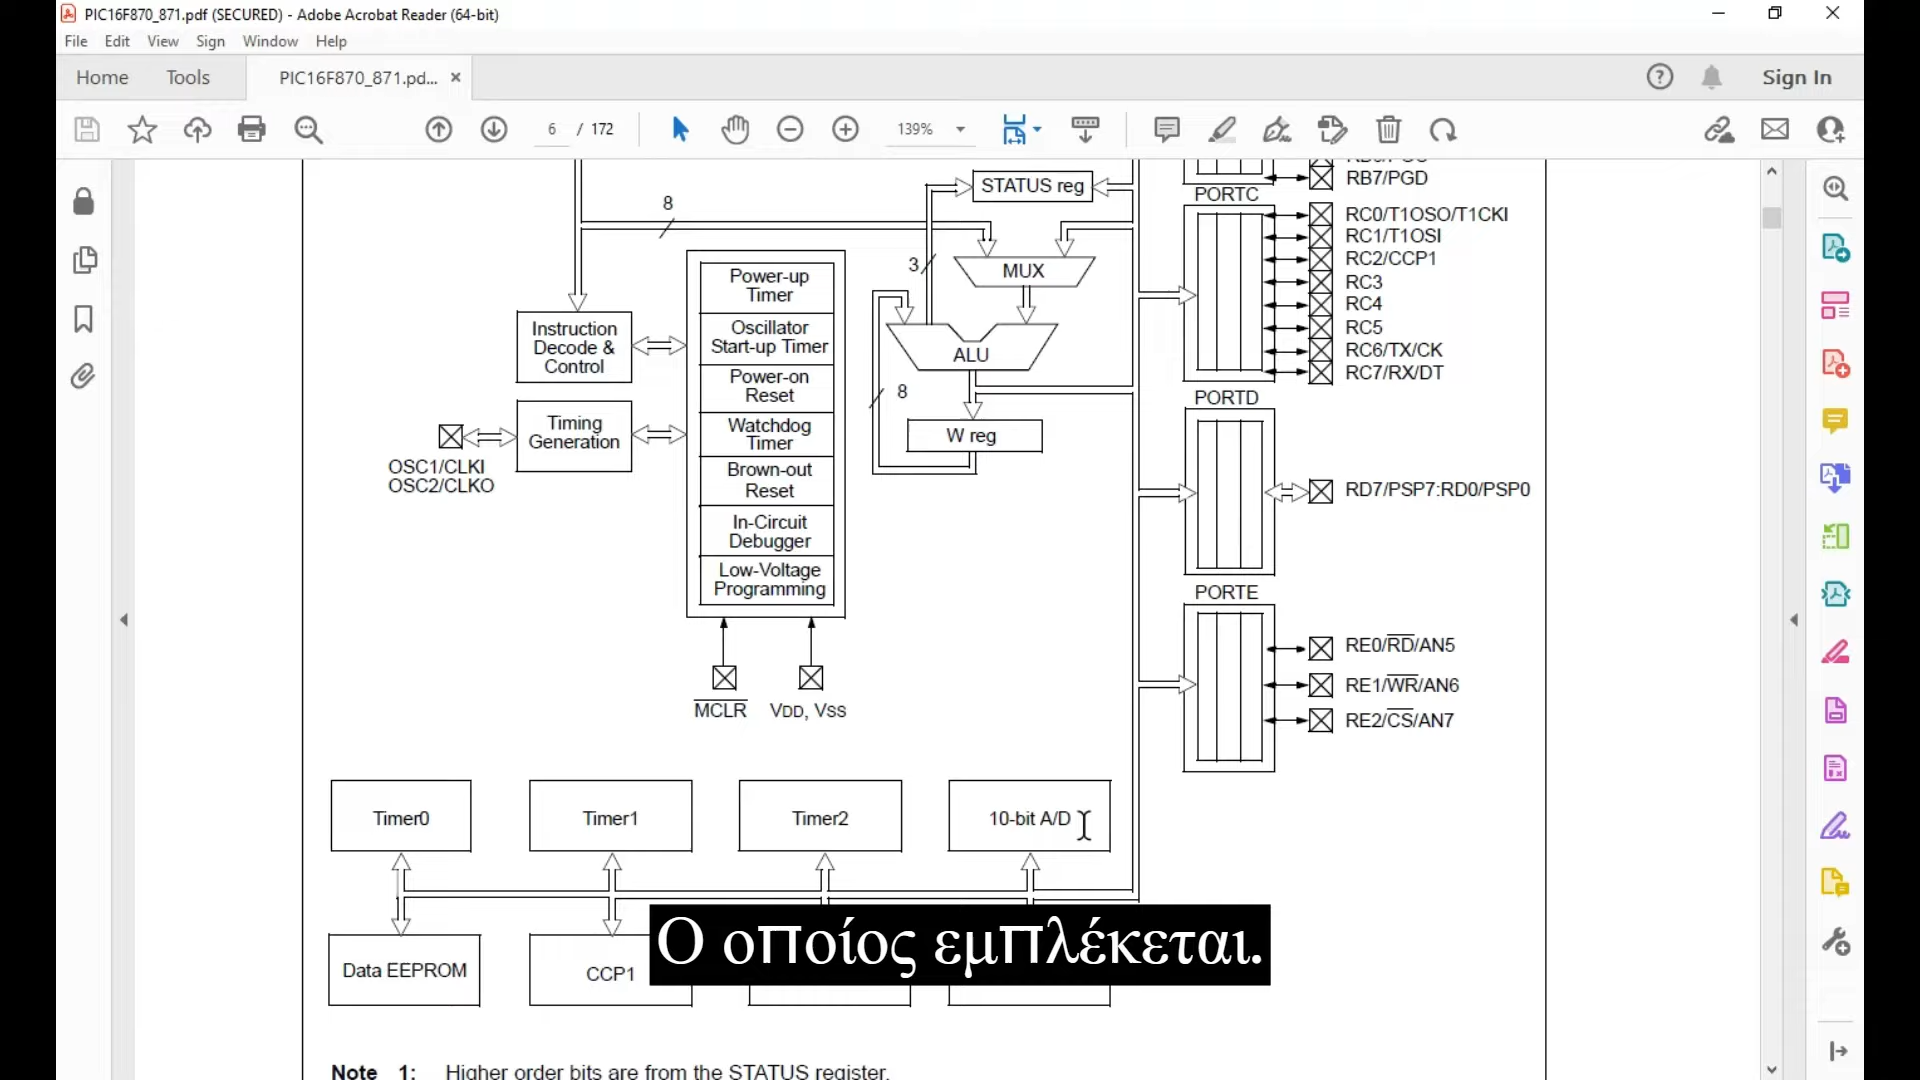 PIC16F870_871.pdf (SECURED) - Adobe Acrobat Reader (64-bit)
File Edit View Sign Window Help
Home Tools PIC16F870_871.pd... × Sign In
6 / 172 139%
STATUS reg
8
MUX
3
Power-up
Timer
Oscillator
Start-up Timer
Power-on
Reset
Watchdog
Timer
Brown-out
Reset
In-Circuit
Debugger
Low-Voltage
Programming
Instruction
Decode &
Control
Timing
Generation
OSC1/CLKI
OSC2/CLKO
ALU
8
W reg
MCLR VDD, VSS
RB7/PGD
PORTC
RC0/T1OSO/T1CKI
RC1/T1OSI
RC2/CCP1
RC3
RC4
RC5
RC6/TX/CK
RC7/RX/DT
PORTD
RD7/PSP7:RD0/PSP0
PORTE
RE0/RD/AN5
RE1/WR/AN6
RE2/CS/AN7
Timer0 Timer1 Timer2 10-bit A/D
Data EEPROM CCP1
Ο οποίος εμπλέκεται.
Note 1: Higher order bits are from the STATUS register.